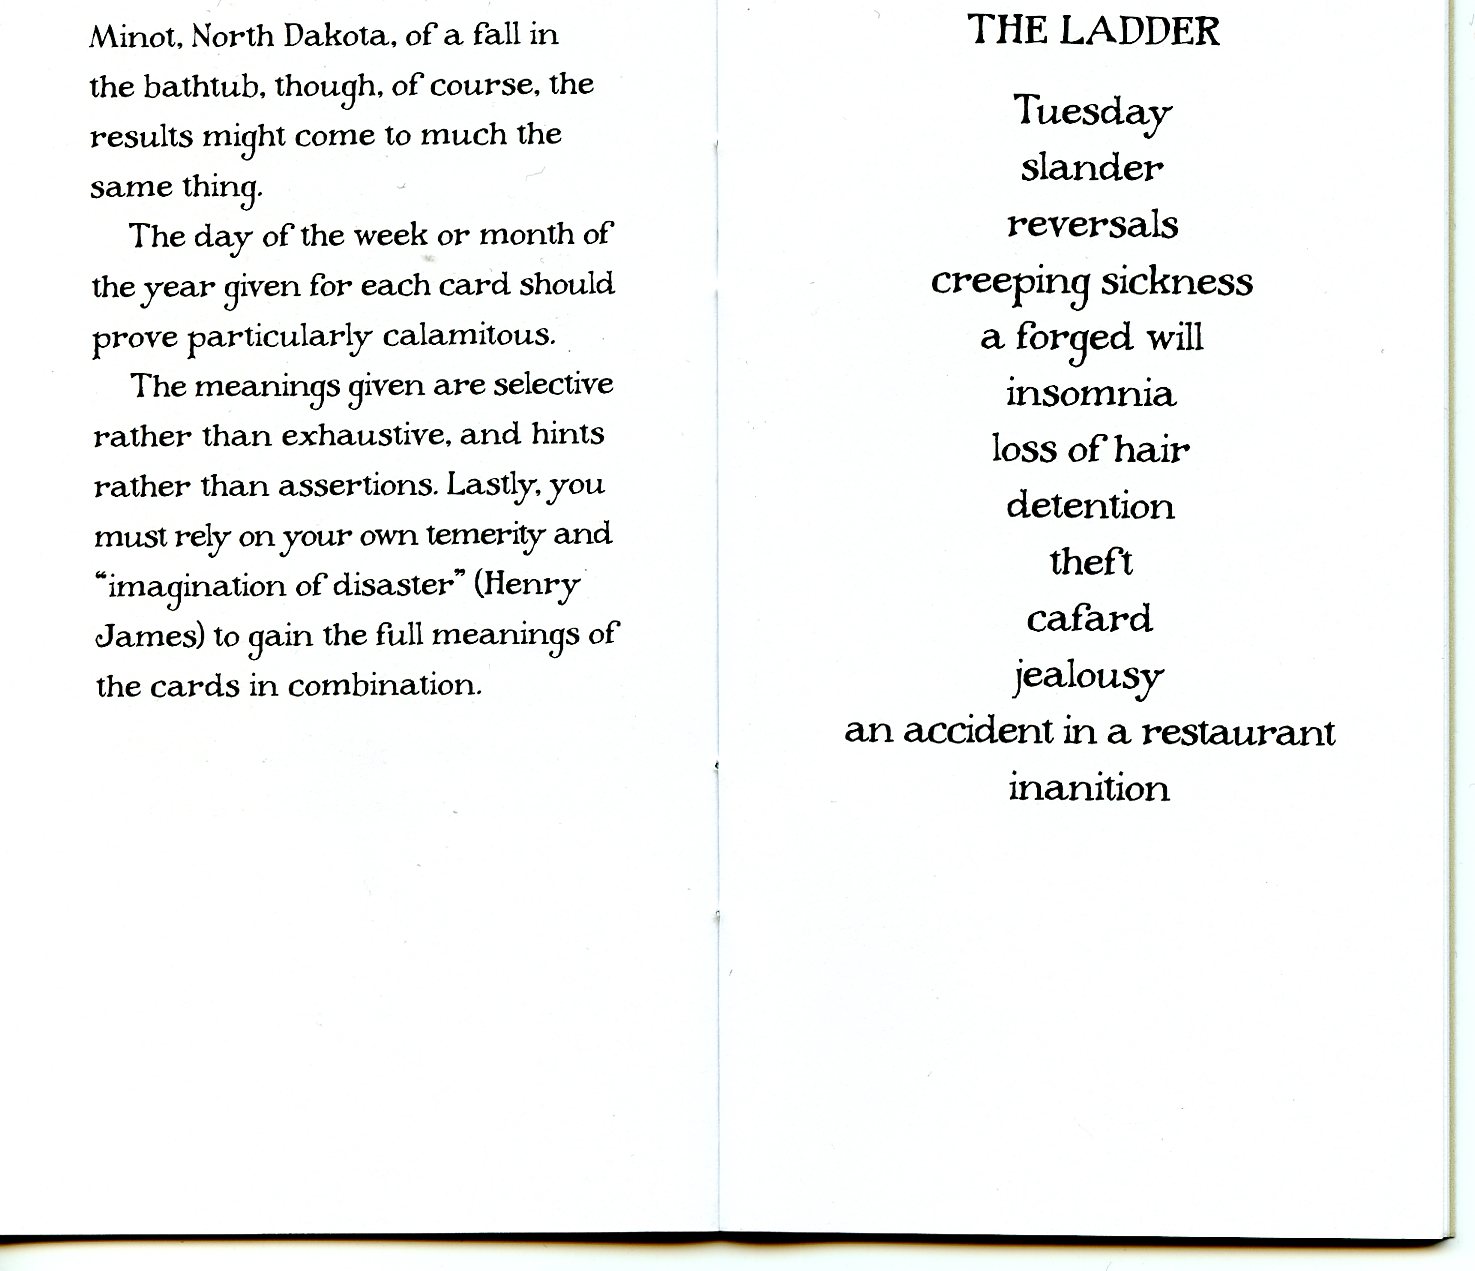 Minot, North Dakota, of a fall in
the bathtub, though, of course, the
results might come to much the
same thing.
The day of the week or month of
the year given for each card should
prove particularly calamitous.
The meanings given are selective
rather than exhaustive, and hints
rather than assertions. Lastly, you
must rely on your own temerity and
“imagination of disaster” (Henry
James) to gain the full meanings of
the cards in combination.
THE LADDER
Tuesday
slander
reversals
creeping sickness
a forged will
insomnia
loss of hair
detention
theft
cafard
jealousy
an accident in a restaurant
inanition